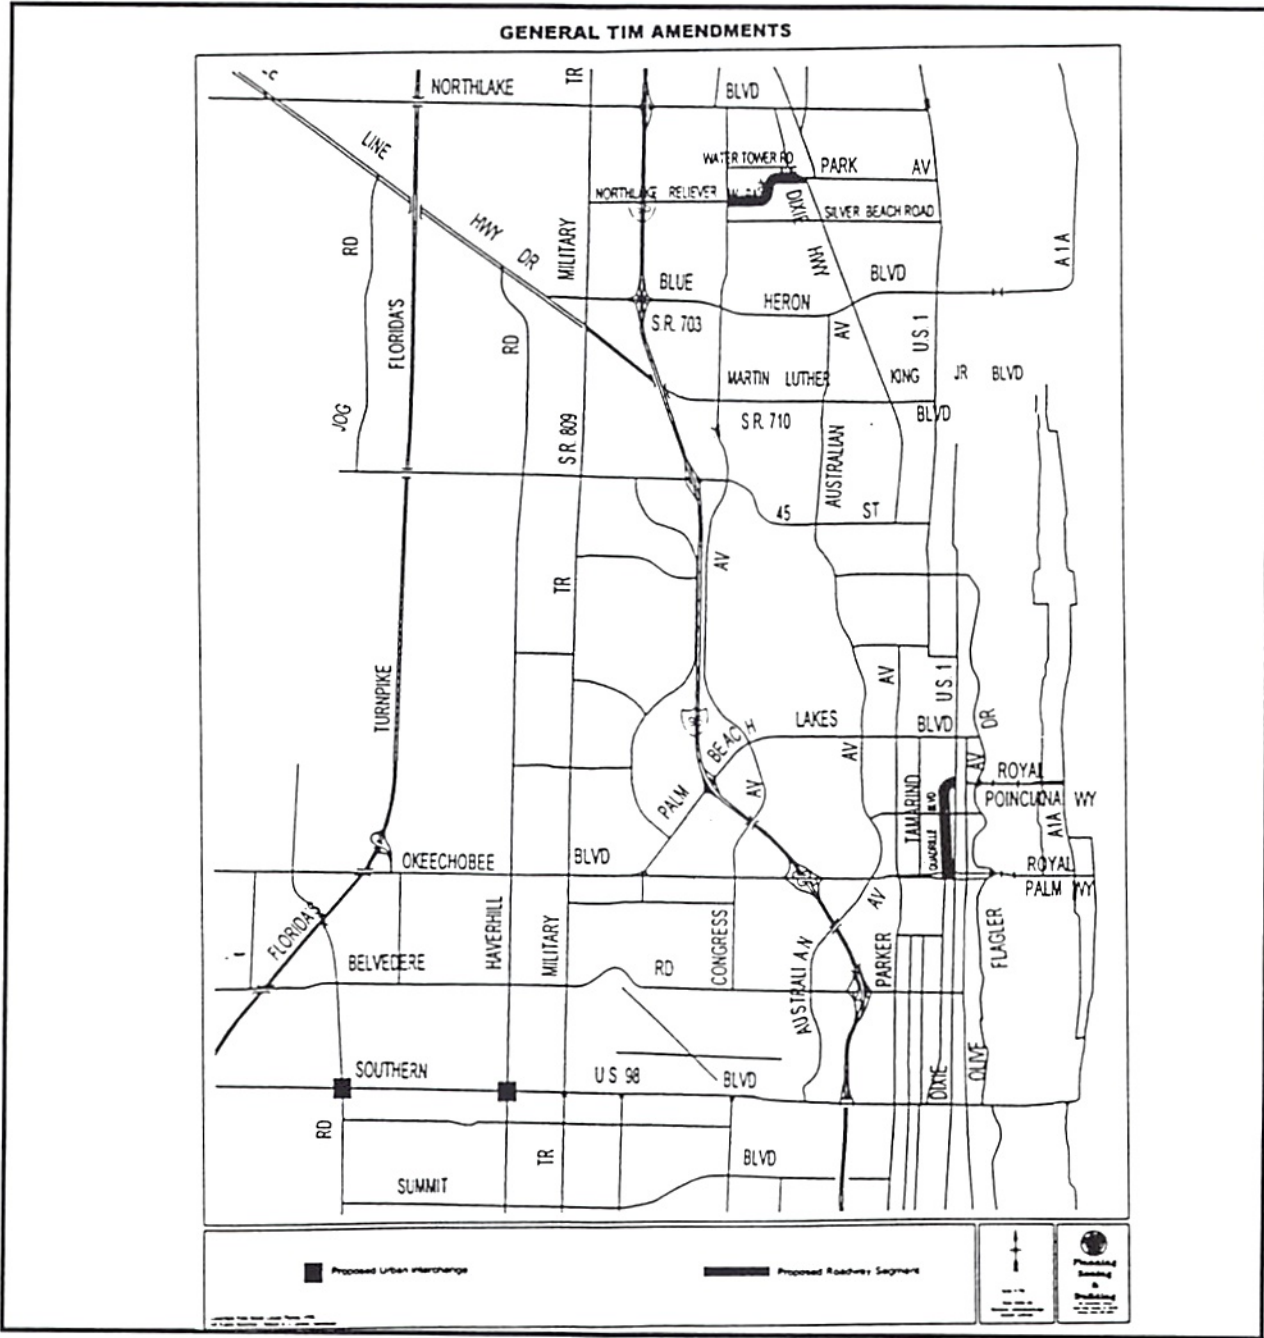 GENERAL TIM AMENDMENTS
NORTHLAKE
TR
BLVD
LINE
WATER TOWER RD
PARK
AV
NORTHLAKE RELIEVER
DIXIE
SILVER BEACH ROAD
RD
HWY
DR
MILITARY
HWY
A1A
BLUE
BLVD
HERON
FLORIDA'S
RD
S.R. 703
AV
U.S 1
MARTIN LUTHER
KING
JR BLVD
JOG
S.R. 809
S.R. 710
BLVD
AUSTRALIAN
45
ST
AV
TR
AV
U S 1
TURNPIKE
LAKES
BLVD
DR
BEACH
AV
AV
ROYAL
PALM
AV
TAMARIND
QUADRILLE BLVD
POINCIANA WY
A1A
OKEECHOBEE
BLVD
ROYAL
PALM WY
AV
FLORIDA'S
HAVERHILL
MILITARY
CONGRESS
AUSTRALIAN
PARKER
FLAGLER
BELVEDERE
RD
SOUTHERN
U S 98
BLVD
DIXIE
OLIVE
RD
TR
BLVD
SUMMIT
Proposed Urban Interchange
Proposed Roadway Segment
Planning
Zoning
&
Building